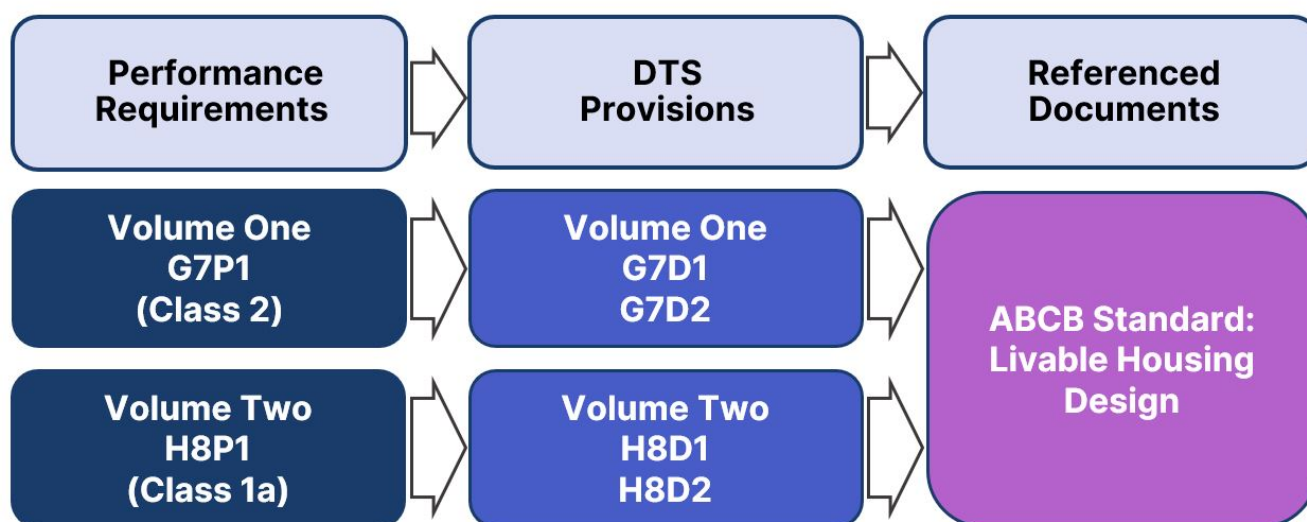 Performance
Requirements
DTS
Provisions
Referenced
Documents
Volume One
G7P1
(Class 2)
Volume One
G7D1
G7D2
ABCB Standard:
Livable Housing
Design
Volume Two
H8P1
(Class 1a)
Volume Two
H8D1
H8D2